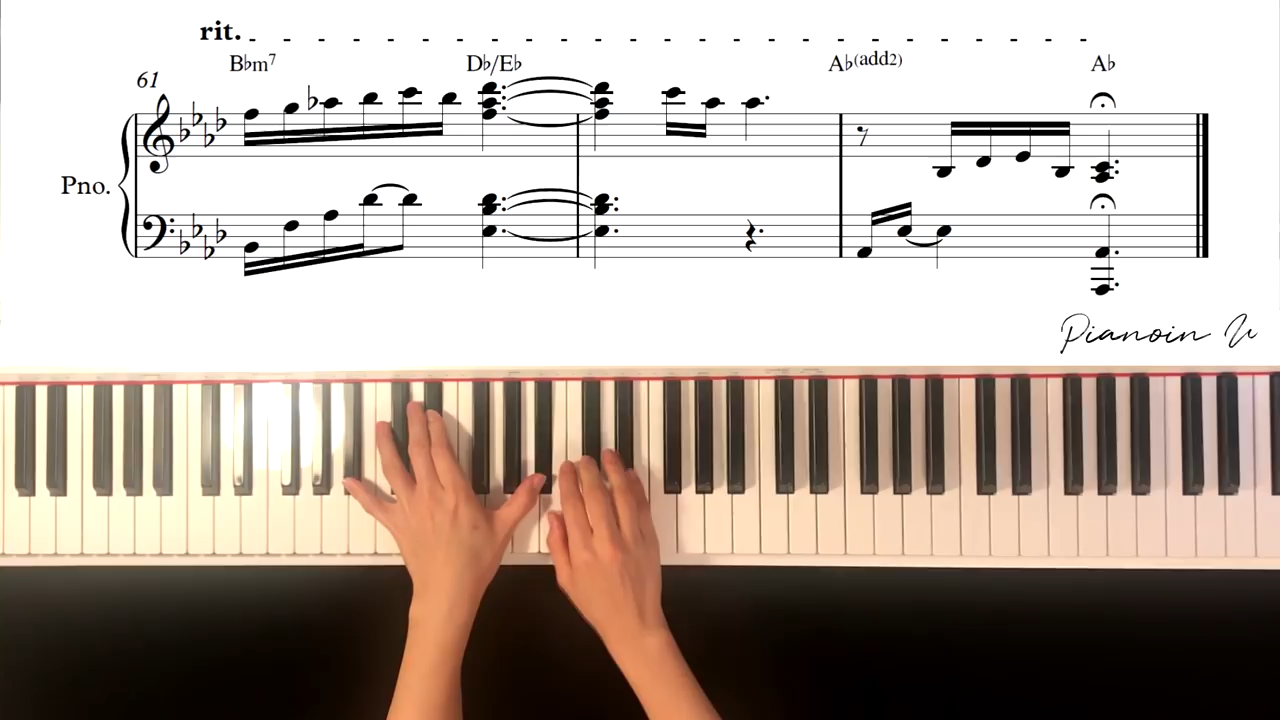 rit.
B♭m7 D♭/E♭ A♭(add2) A♭
61
Pno.
Pianoin U